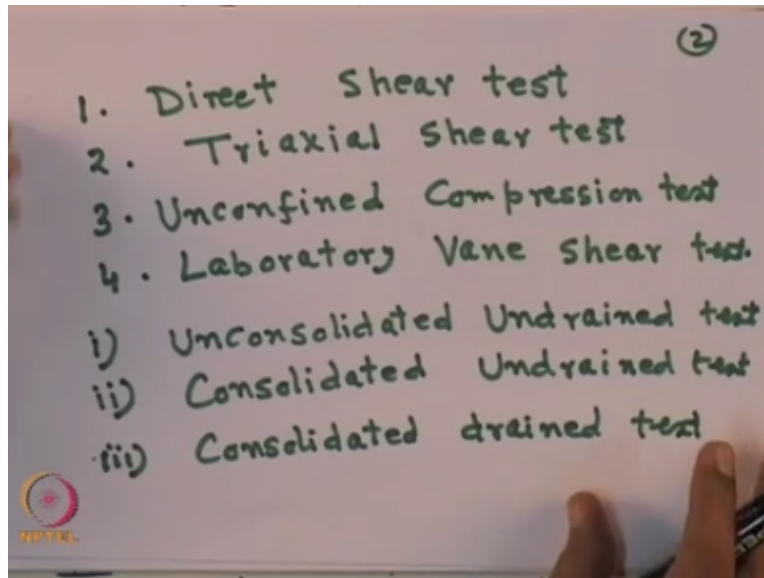 (2)
1. Direct Shear test
2. Triaxial shear test
3. Unconfined Compression test
4. Laboratory Vane Shear test.
i) Unconsolidated Undrained test
ii) Consolidated Undrained test
iii) Consolidated drained test
NPTEL